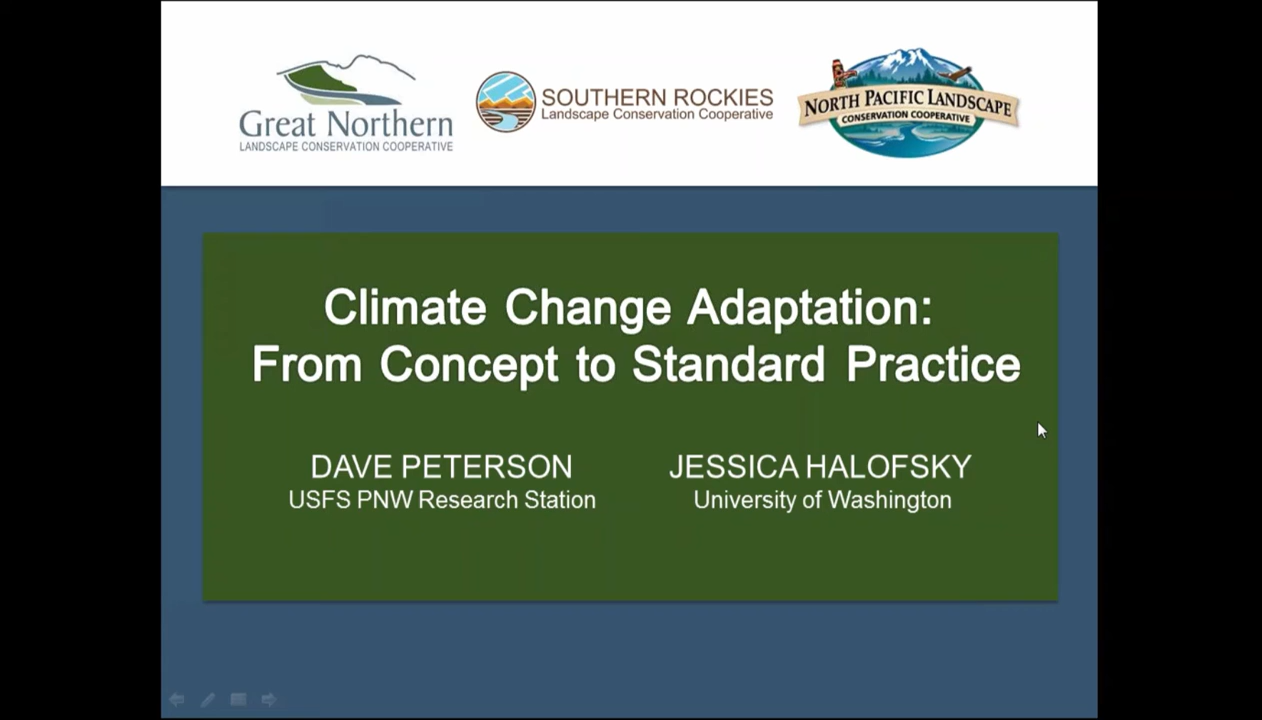 Great Northern
LANDSCAPE CONSERVATION COOPERATIVE
SOUTHERN ROCKIES
Landscape Conservation Cooperative
NORTH PACIFIC LANDSCAPE
CONSERVATION COOPERATIVE
Climate Change Adaptation:
From Concept to Standard Practice
DAVE PETERSON
USFS PNW Research Station
JESSICA HALOFSKY
University of Washington